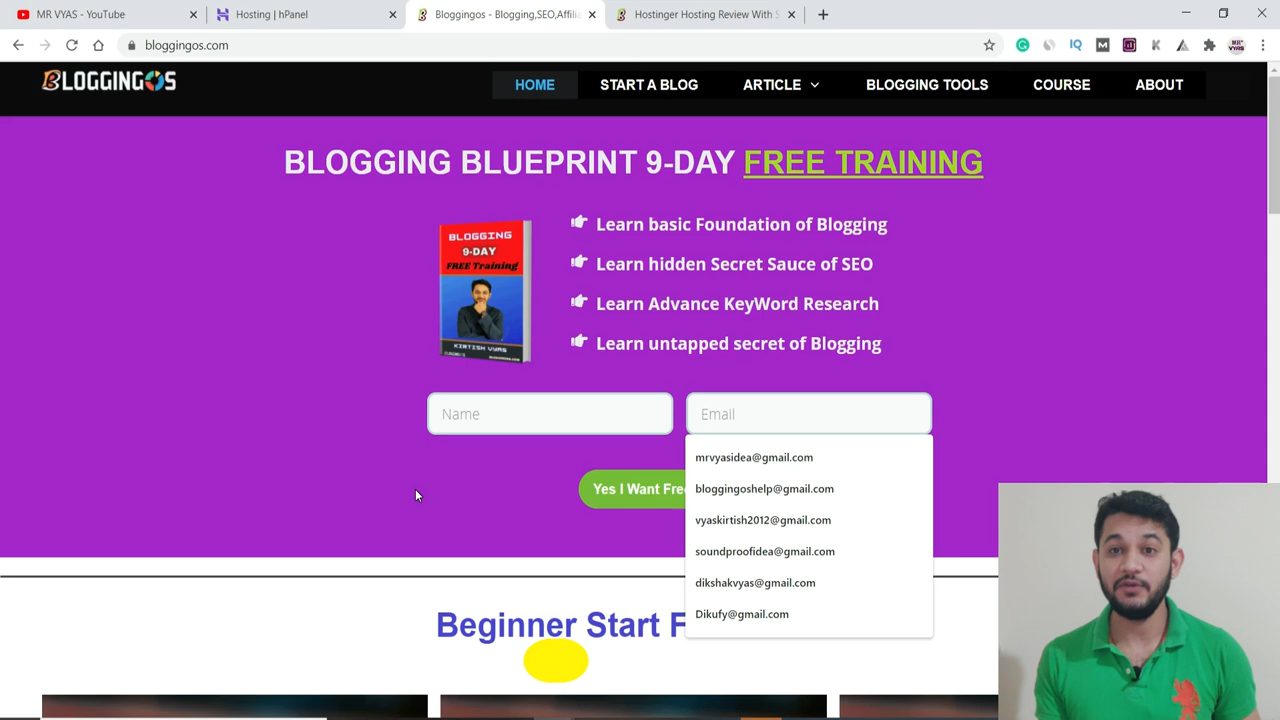 MR VYAS - YouTube
Hosting | hPanel
Bloggingos - Blogging,SEO,Affili
Hostinger Hosting Review With S
bloggingos.com
BLOGGINGOS
HOME
START A BLOG
ARTICLE
BLOGGING TOOLS
COURSE
ABOUT
BLOGGING BLUEPRINT 9-DAY FREE TRAINING
BLOGGING
9-DAY
FREE Training
KIRTISH VYAS
Learn basic Foundation of Blogging
Learn hidden Secret Sauce of SEO
Learn Advance KeyWord Research
Learn untapped secret of Blogging
Name
Email
mrvyasidea@gmail.com
bloggingoshelp@gmail.com
vyaskirtish2012@gmail.com
soundproofidea@gmail.com
dikshakvyas@gmail.com
Dikufy@gmail.com
Yes I Want Fre
Beginner Start F